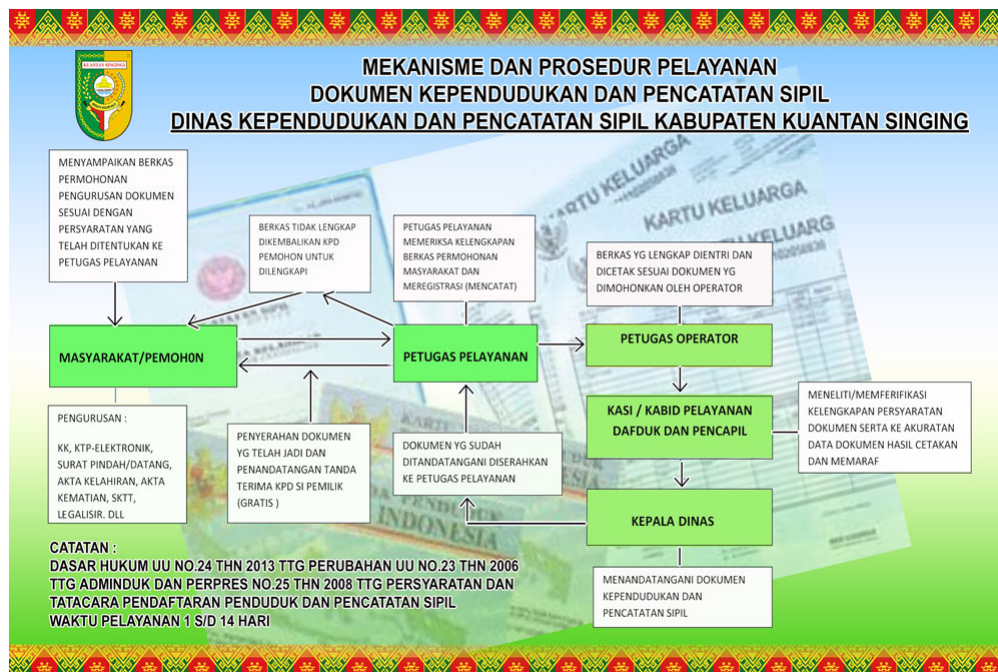 KUANTAN SINGINGI
MEKANISME DAN PROSEDUR PELAYANAN
DOKUMEN KEPENDUDUKAN DAN PENCATATAN SIPIL
DINAS KEPENDUDUKAN DAN PENCATATAN SIPIL KABUPATEN KUANTAN SINGING
MENYAMPAIKAN BERKAS
PERMOHONAN
PENGURUSAN DOKUMEN
SESUAI DENGAN
PERSYARATAN YANG
TELAH DITENTUKAN KE
PETUGAS PELAYANAN
BERKAS TIDAK LENGKAP
DIKEMBALIKAN KPD
PEMOHON UNTUK
DILENGKAPI
PETUGAS PELAYANAN
MEMERIKSA KELENGKAPAN
BERKAS PERMOHONAN
MASYARAKAT DAN
MEREGISTRASI (MENCATAT)
BERKAS YG LENGKAP DIENTRI DAN
DICETAK SESUAI DOKUMEN YG
DIMOHONKAN OLEH OPERATOR
KARTU KELUARGA
KARTU KELUARGA
MASYARAKAT/PEMOH0N
PETUGAS PELAYANAN
PETUGAS OPERATOR
KASI / KABID PELAYANAN
DAFDUK DAN PENCAPIL
MENELITI/MEMFERIFIKASI
KELENGKAPAN PERSYARATAN
DOKUMEN SERTA KE AKURATAN
DATA DOKUMEN HASIL CETAKAN
DAN MEMARAF
PENGURUSAN :
KK, KTP-ELEKTRONIK,
SURAT PINDAH/DATANG,
AKTA KELAHIRAN, AKTA
KEMATIAN, SKTT,
LEGALISIR. DLL
PENYERAHAN DOKUMEN
YG TELAH JADI DAN
PENANDATANGAN TANDA
TERIMA KPD SI PEMILIK
(GRATIS )
DOKUMEN YG SUDAH
DITANDATANGANI DISERAHKAN
KE PETUGAS PELAYANAN
KEPALA DINAS
INDONESIA
MENANDATANGANI DOKUMEN
KEPENDUDUKAN DAN
PENCATATAN SIPIL
CATATAN :
DASAR HUKUM UU NO.24 THN 2013 TTG PERUBAHAN UU NO.23 THN 2006
TTG ADMINDUK DAN PERPRES NO.25 THN 2008 TTG PERSYARATAN DAN
TATACARA PENDAFTARAN PENDUDUK DAN PENCATATAN SIPIL
WAKTU PELAYANAN 1 S/D 14 HARI